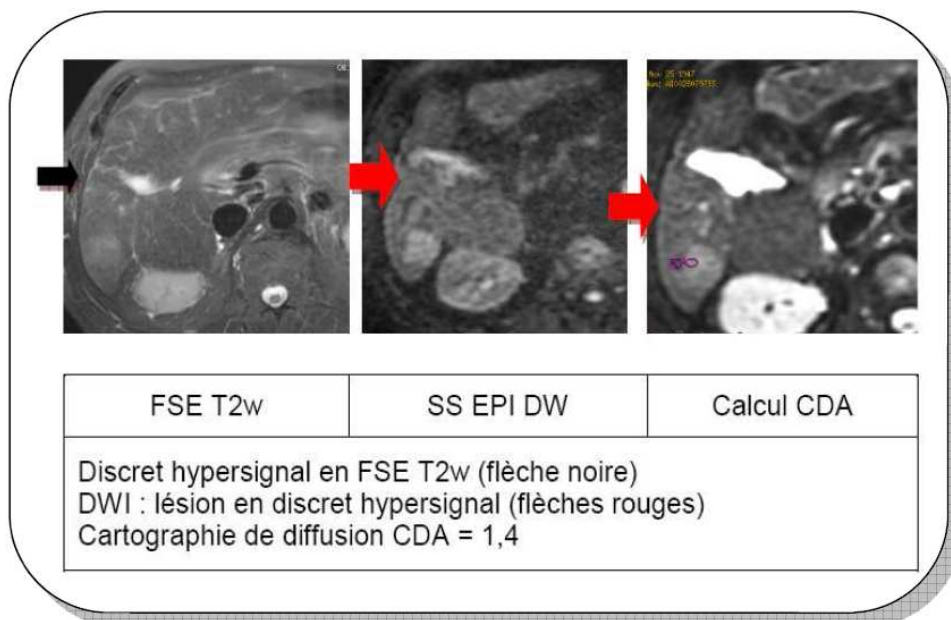 FSE T2w
SS EPI DW
Calcul CDA
Discret hypersignal en FSE T2w (flèche noire)
DWI : lésion en discret hypersignal (flèches rouges)
Cartographie de diffusion CDA = 1,4